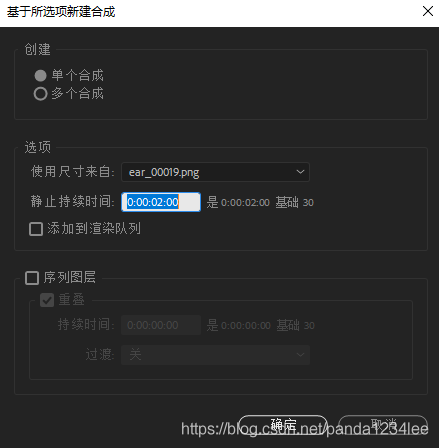 基于所选项新建合成
创建
单个合成
多个合成
选项
使用尺寸来自: ear_00019.png
静止持续时间: 0:00:02:00 是 0:00:02:00 基础 30
添加到渲染队列
序列图层
重叠
持续时间: 0:00:00:00 是 0:00:00:00 基础 30
过渡: 关
确定 取消
https://blog.csdn.net/panda1234lee